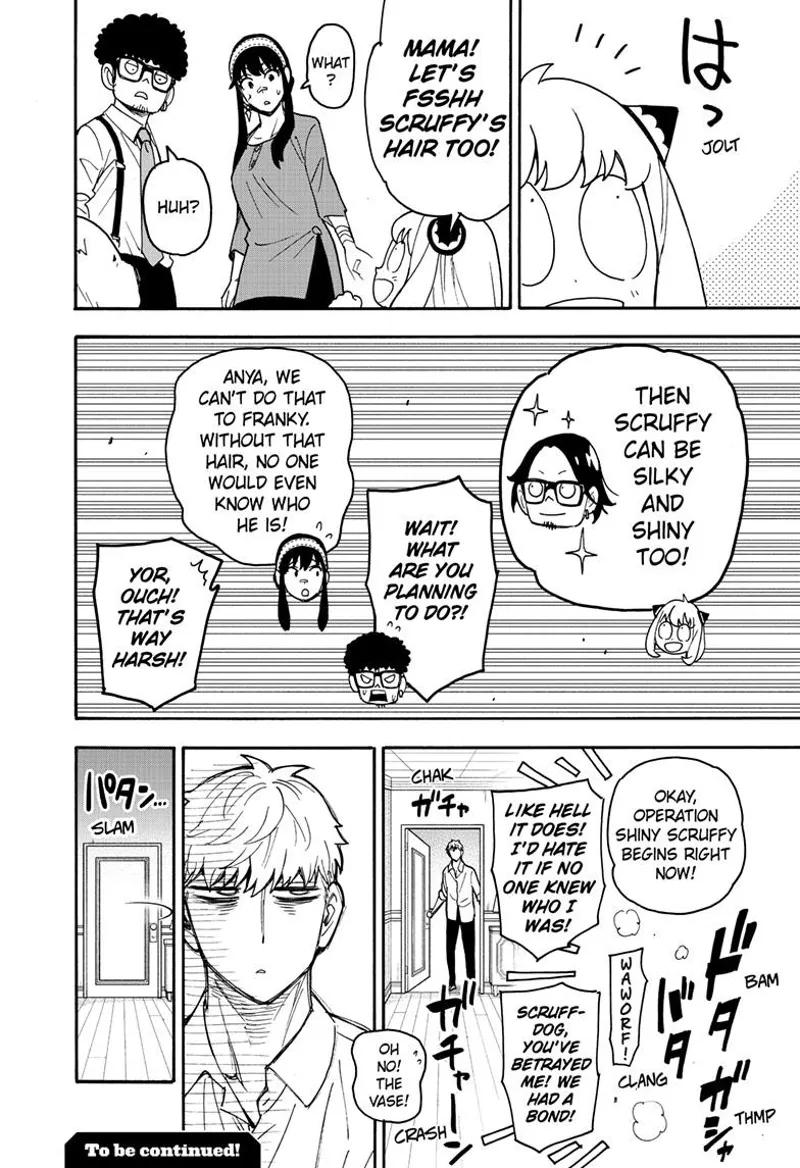 はっ
JOLT
MAMA!
LET'S
FSSHH
SCRUFFY'S
HAIR TOO!
WHAT?
HUH?
THEN
SCRUFFY
CAN BE
SILKY
AND
SHINY
TOO!
WAIT!
WHAT
ARE YOU
PLANNING
TO DO?!
ANYA, WE
CAN'T DO THAT
TO FRANKY.
WITHOUT THAT
HAIR, NO ONE
WOULD EVEN
KNOW WHO
HE IS!
YOR,
OUCH!
THAT'S
WAY
HARSH!
OKAY,
OPERATION
SHINY SCRUFFY
BEGINS RIGHT
NOW!
LIKE HELL
IT DOES!
I'D HATE
IT IF NO
ONE KNEW
WHO I
WAS!
ドタ
バタ
ガシャ
BAM
CLANG
THMP
WAWORF!
SCRUFF-
DOG,
YOU'VE
BETRAYED
ME! WE
HAD A
BOND!
CHAK
ガチャ
ガチャーン
CRASH
OH
NO!
THE
VASE!
パタン...
SLAM
To be continued!